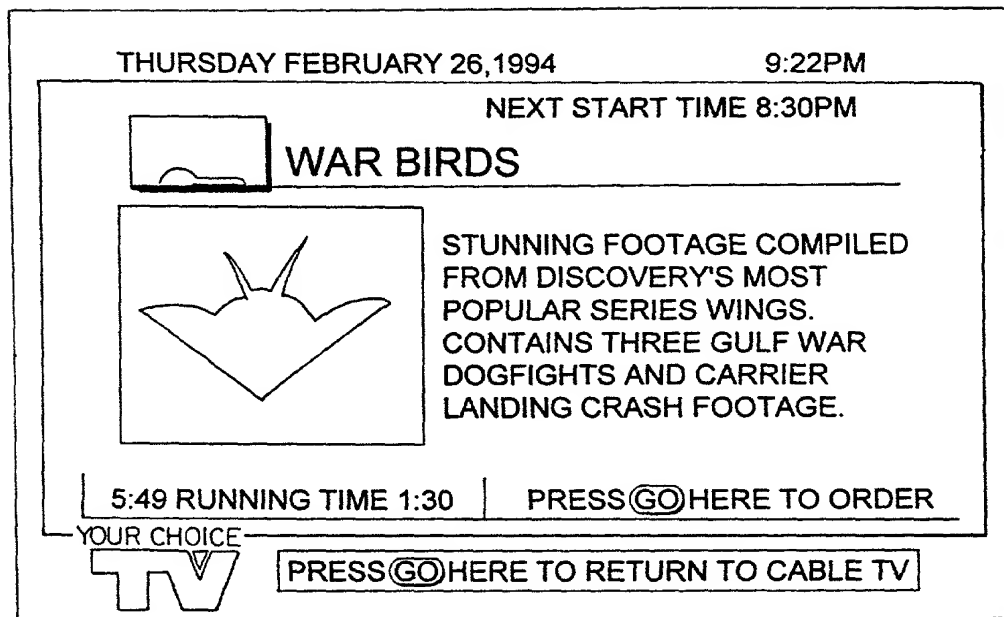 THURSDAY FEBRUARY 26,1994 9:22PM
NEXT START TIME 8:30PM
WAR BIRDS
STUNNING FOOTAGE COMPILED
FROM DISCOVERY'S MOST
POPULAR SERIES WINGS.
CONTAINS THREE GULF WAR
DOGFIGHTS AND CARRIER
LANDING CRASH FOOTAGE.
5:49 RUNNING TIME 1:30 PRESS GO HERE TO ORDER
YOUR CHOICE
TV
PRESS GO HERE TO RETURN TO CABLE TV